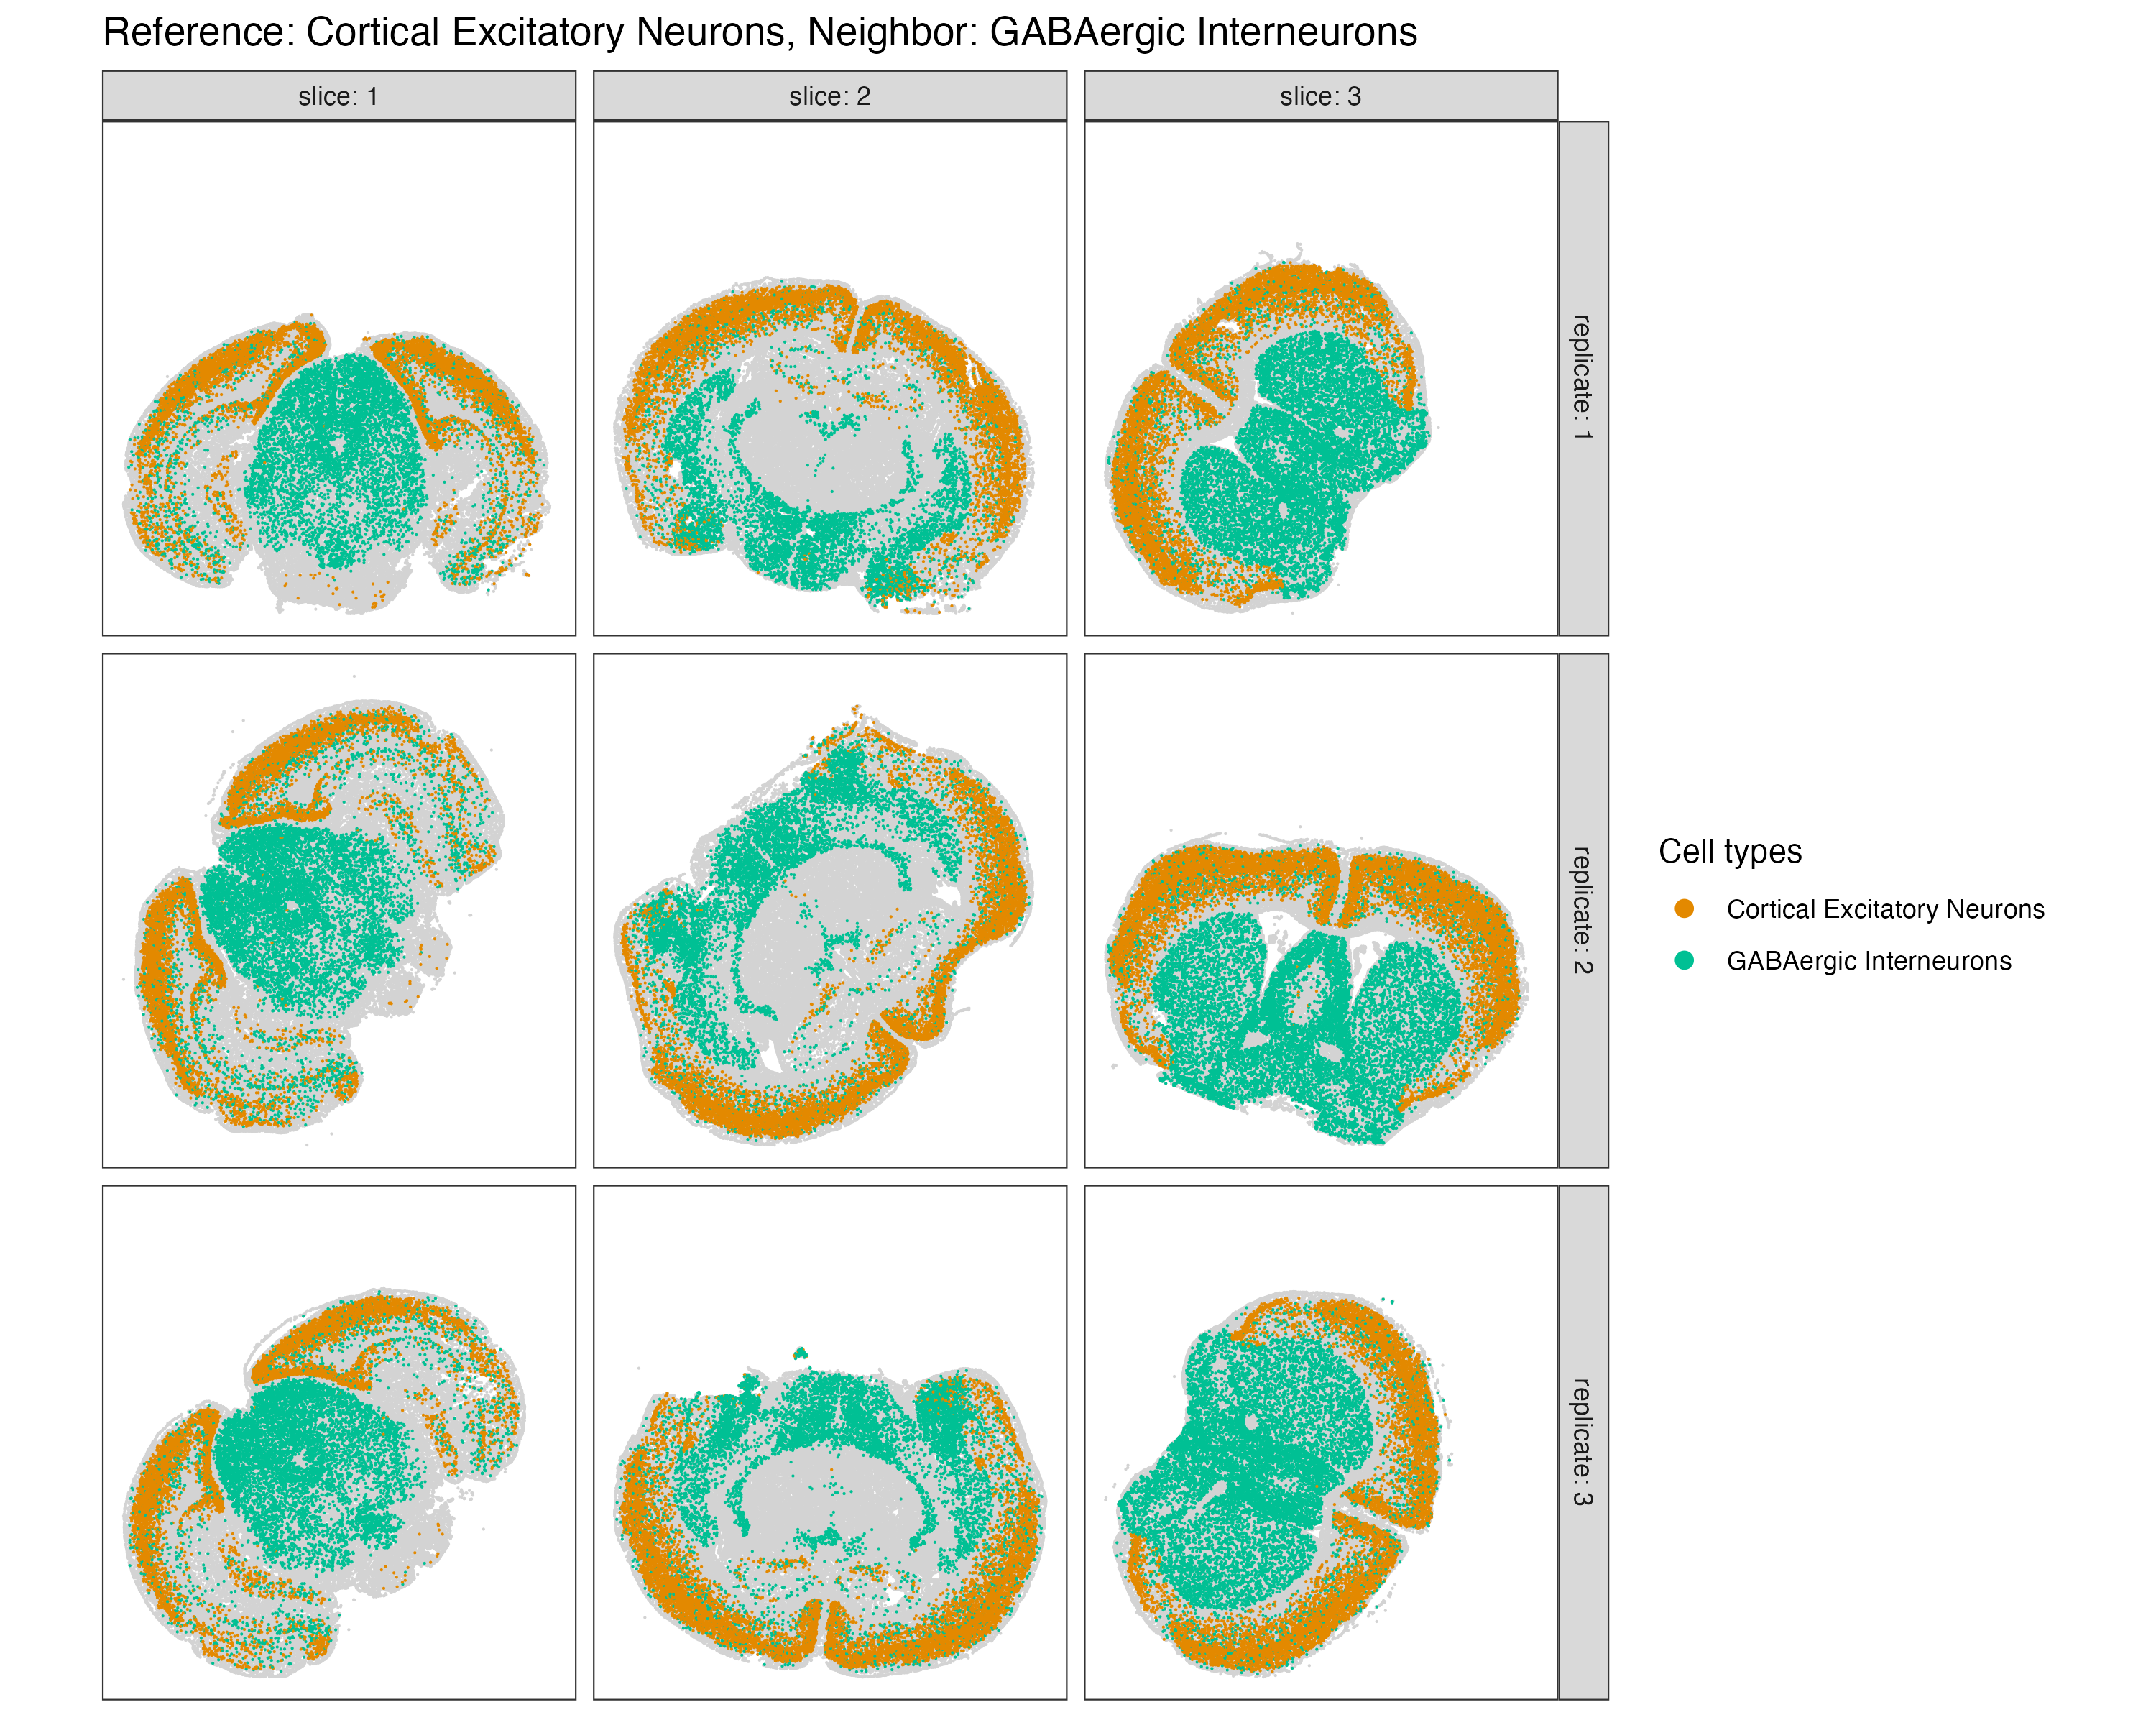 Reference: Cortical Excitatory Neurons, Neighbor: GABAergic Interneurons
slice: 1
slice: 2
slice: 3
replicate: 1
replicate: 2
replicate: 3
Cell types
Cortical Excitatory Neurons
GABAergic Interneurons